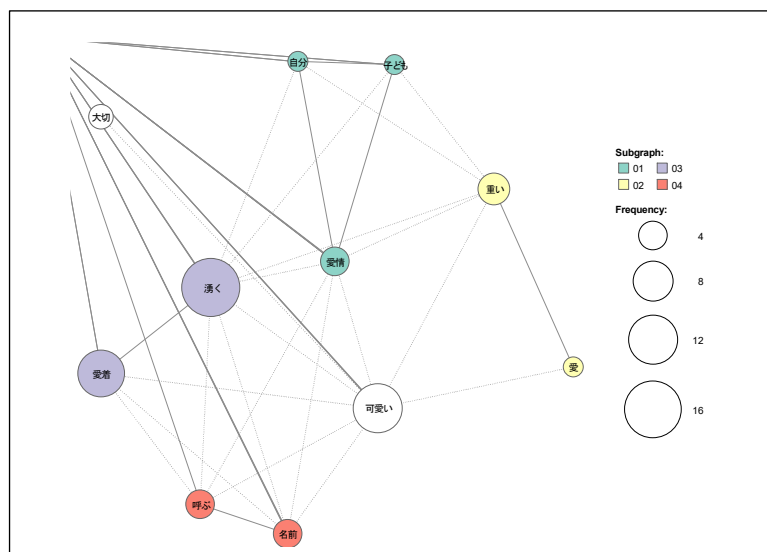 自分
子ども
大切
重い
愛情
湧く
愛
愛着
可愛い
呼ぶ
名前
Subgraph:
01 03
02 04
Frequency:
4
8
12
16